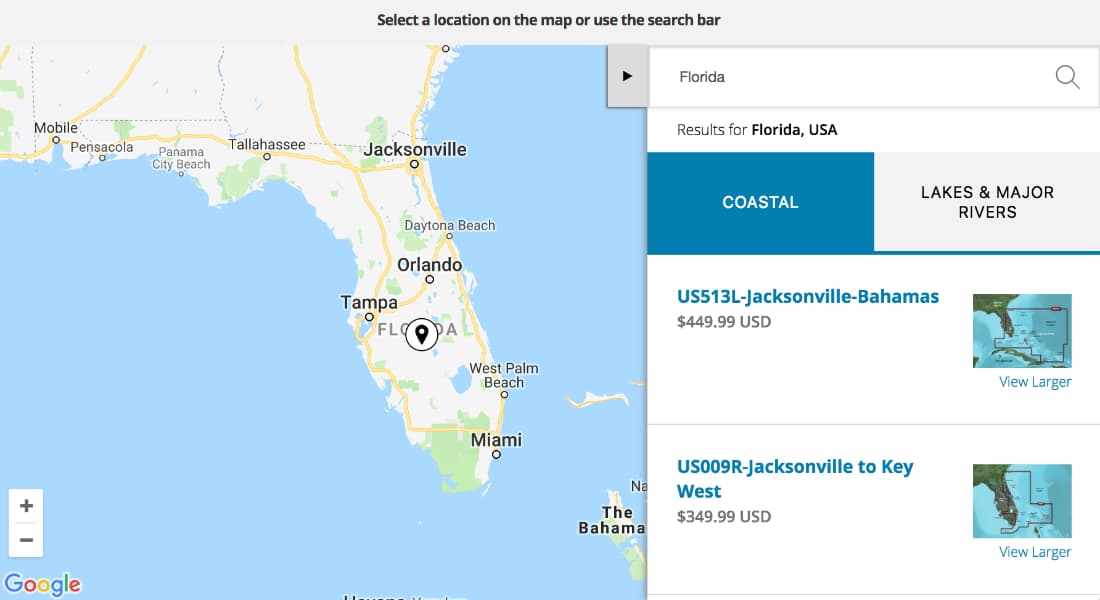 Select a location on the map or use the search bar
Florida
Results for Florida, USA
COASTAL
LAKES & MAJOR
RIVERS
US513L-Jacksonville-Bahamas
$449.99 USD
View Larger
US009R-Jacksonville to Key
West
$349.99 USD
View Larger
Mobile
Pensacola
Panama
City Beach
Tallahassee
Jacksonville
Daytona Beach
Orlando
Tampa
FLO DA
West Palm
Beach
Miami
Na
The
Bahama
Google